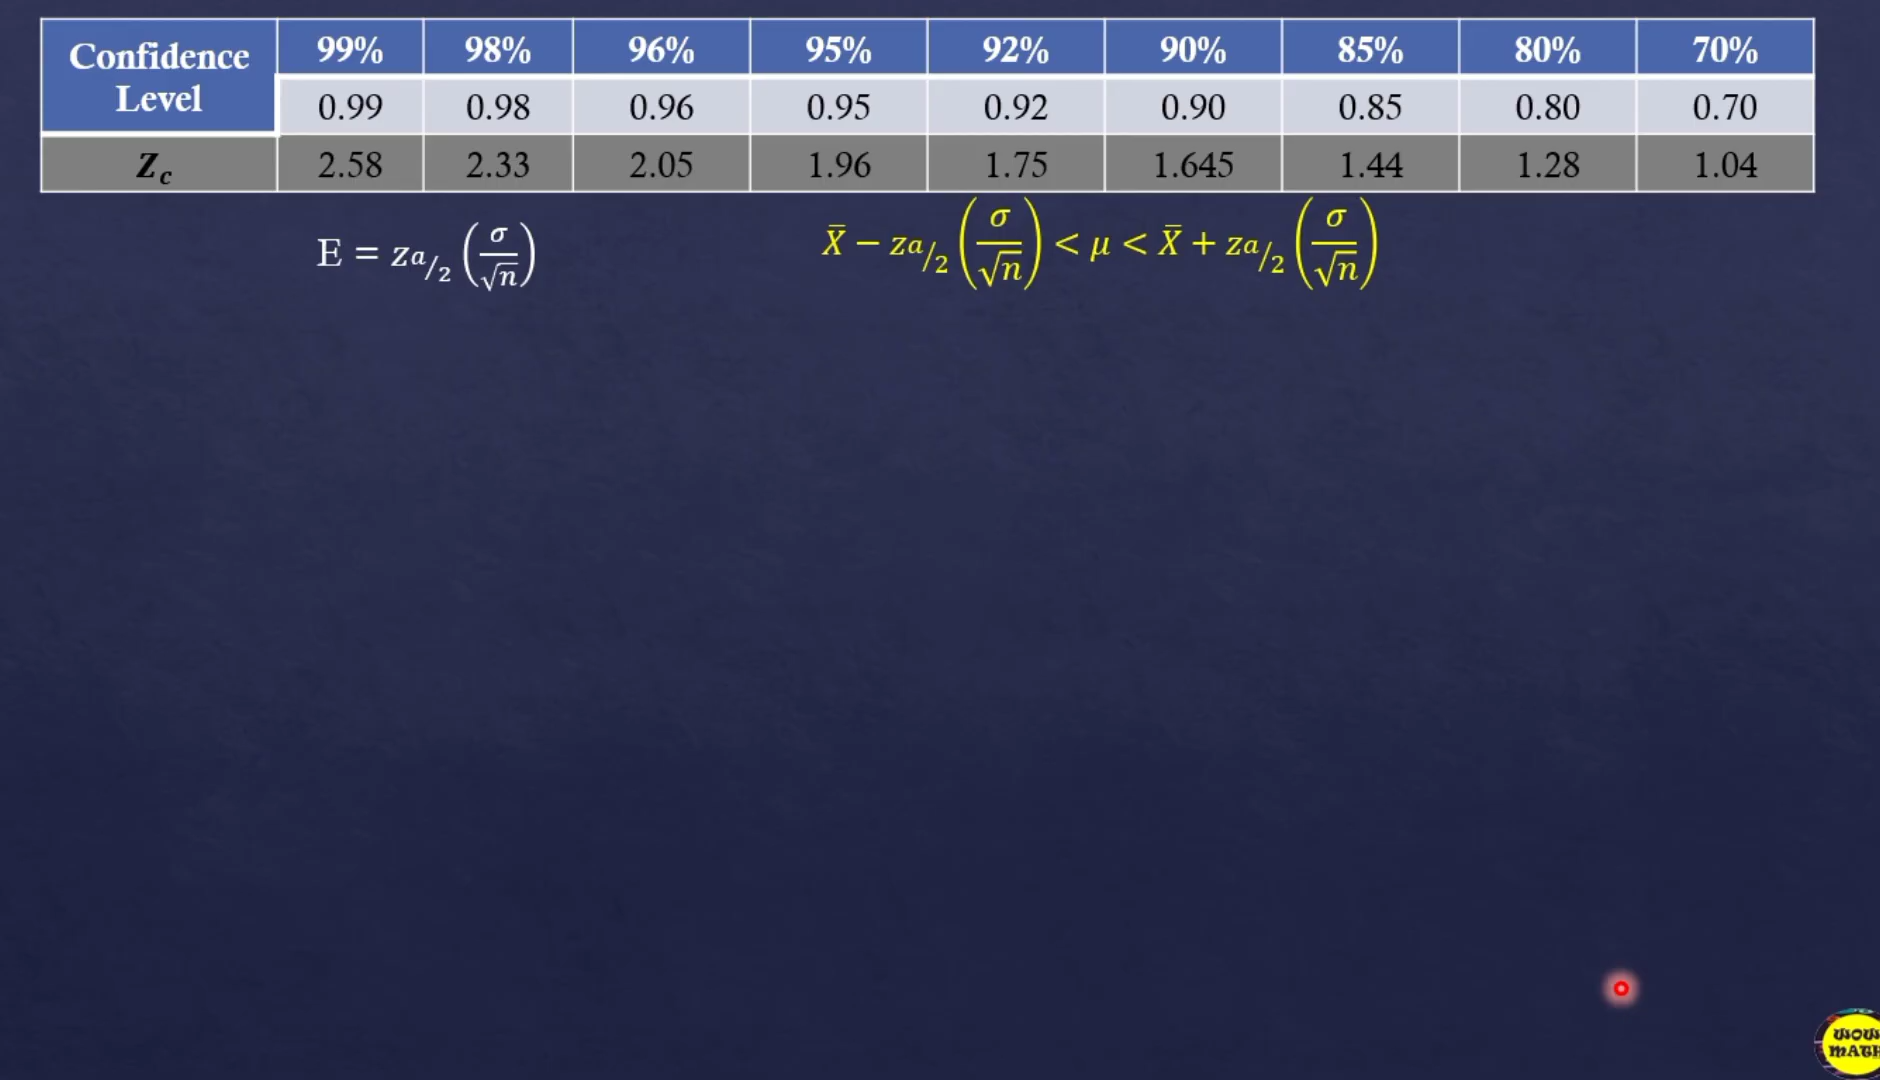 Confidence Level 99% 98% 96% 95% 92% 90% 85% 80% 70%
0.99 0.98 0.96 0.95 0.92 0.90 0.85 0.80 0.70
Z_c 2.58 2.33 2.05 1.96 1.75 1.645 1.44 1.28 1.04
E = z_{a/2} (σ/√n)
X̄ − z_{a/2} (σ/√n) < μ < X̄ + z_{a/2} (σ/√n)
WOW
MATH